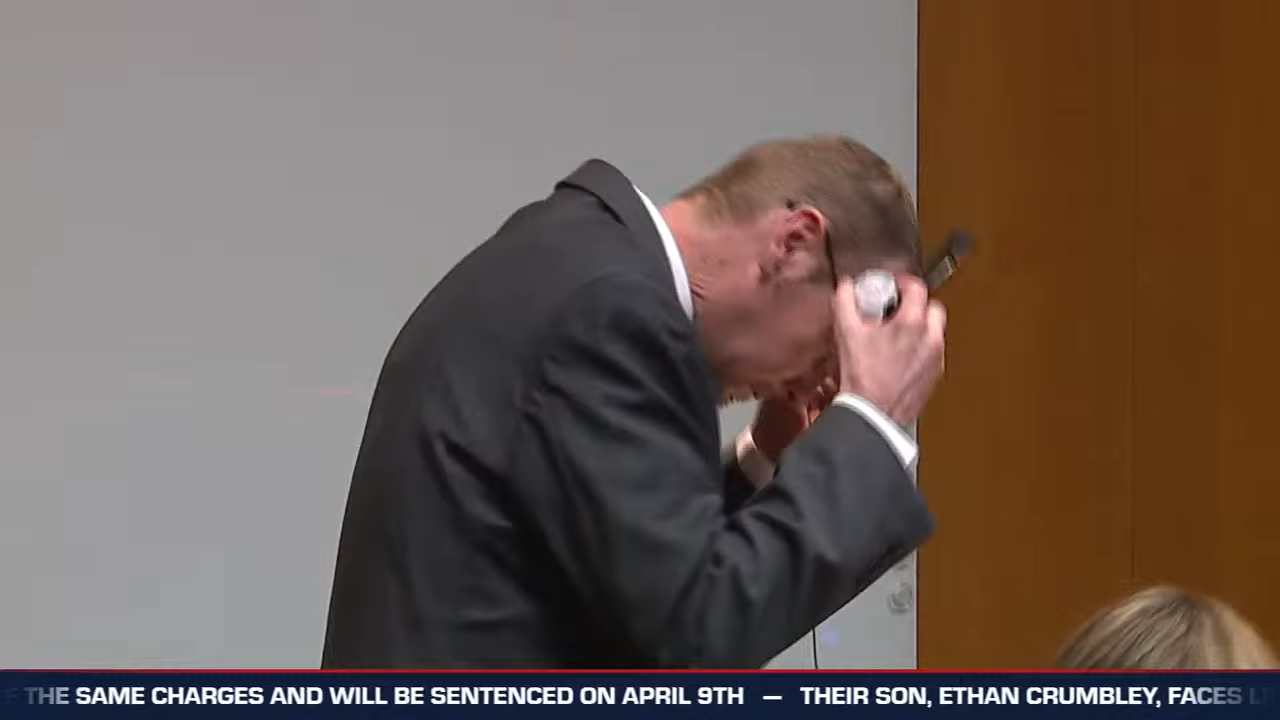 THE SAME CHARGES AND WILL BE SENTENCED ON APRIL 9TH — THEIR SON, ETHAN CRUMBLEY, FACES